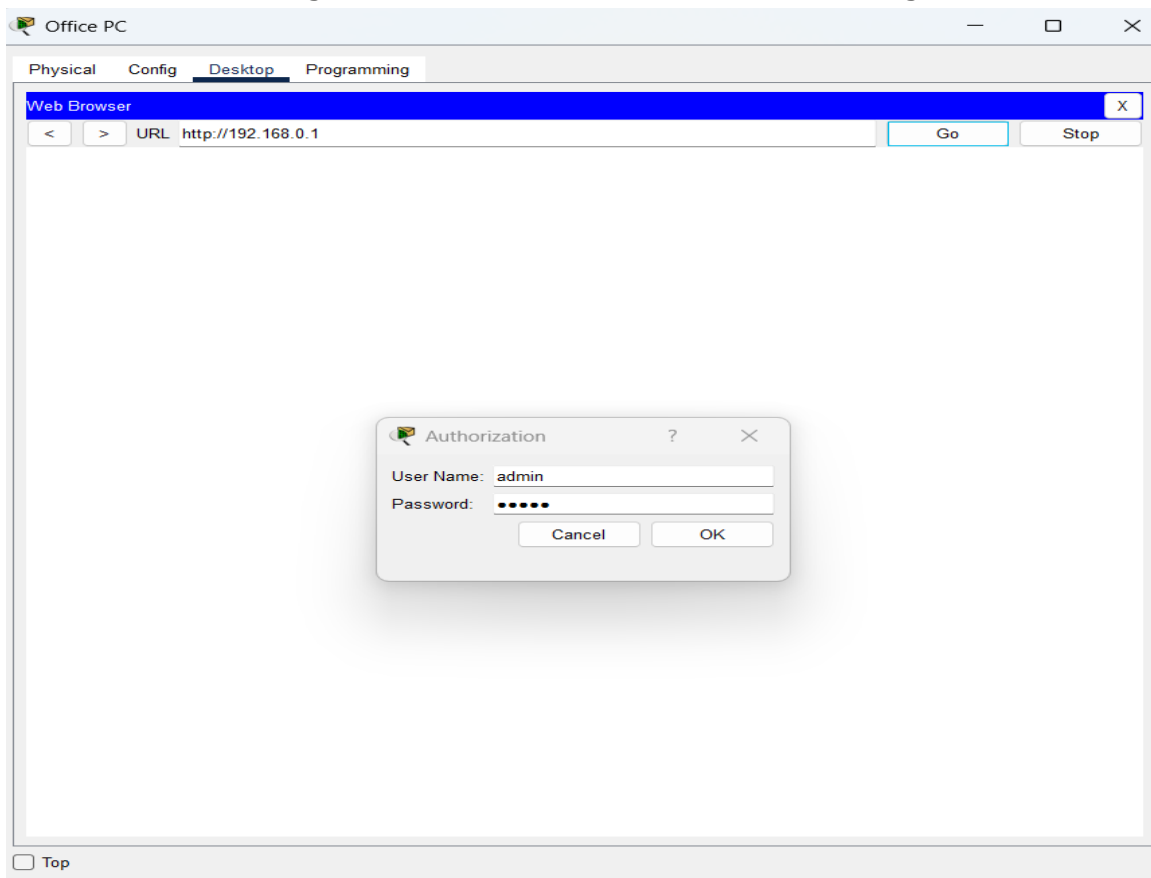 Office PC
Physical Config Desktop Programming
Web Browser X
< > URL http://192.168.0.1 Go Stop
Authorization ? ×
User Name: admin
Password: •••••
Cancel OK
Top